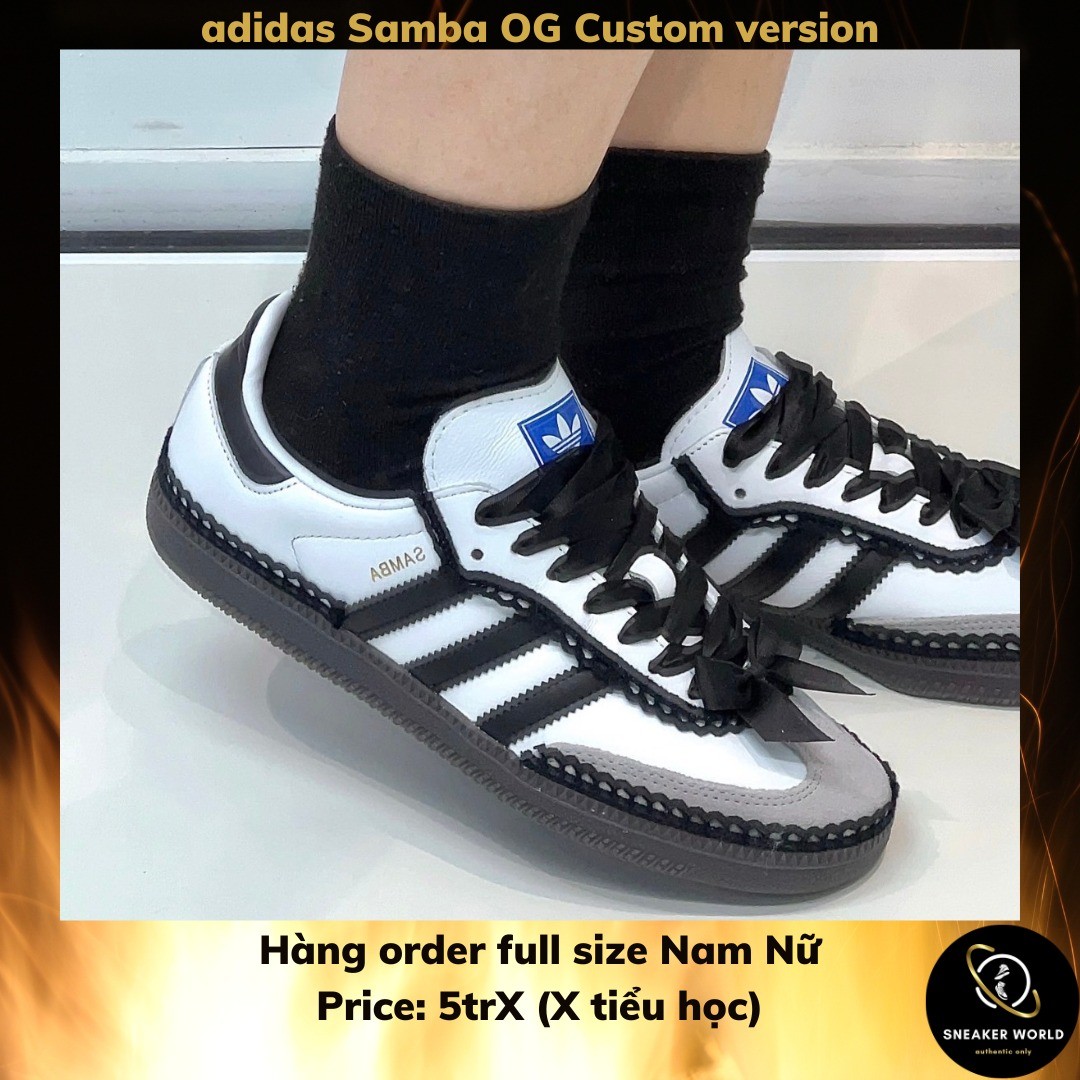 adidas Samba OG Custom version
SAMBA
Hàng order full size Nam Nữ
Price: 5trX (X tiểu học)
SNEAKER WORLD
authentic only